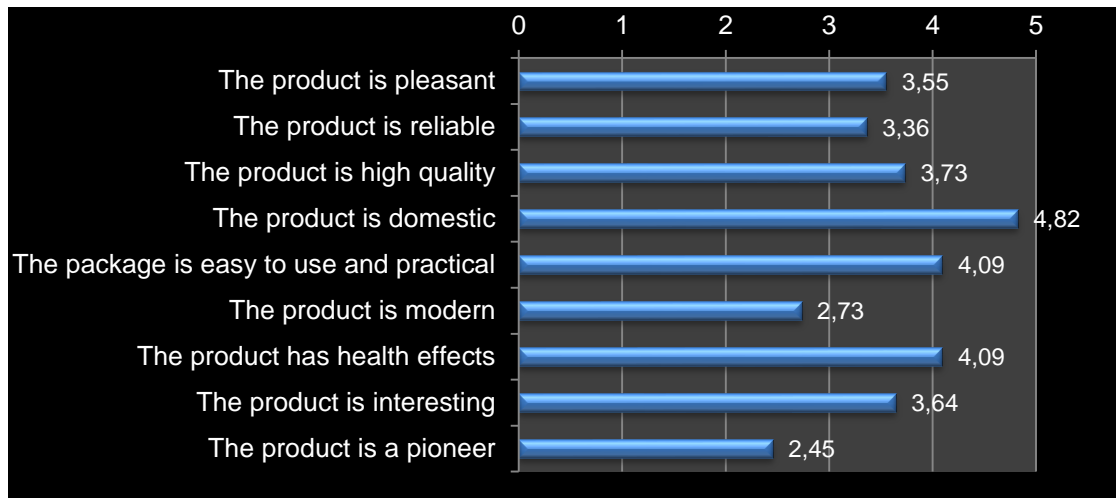 0 1 2 3 4 5
The product is pleasant 3,55
The product is reliable 3,36
The product is high quality 3,73
The product is domestic 4,82
The package is easy to use and practical 4,09
The product is modern 2,73
The product has health effects 4,09
The product is interesting 3,64
The product is a pioneer 2,45